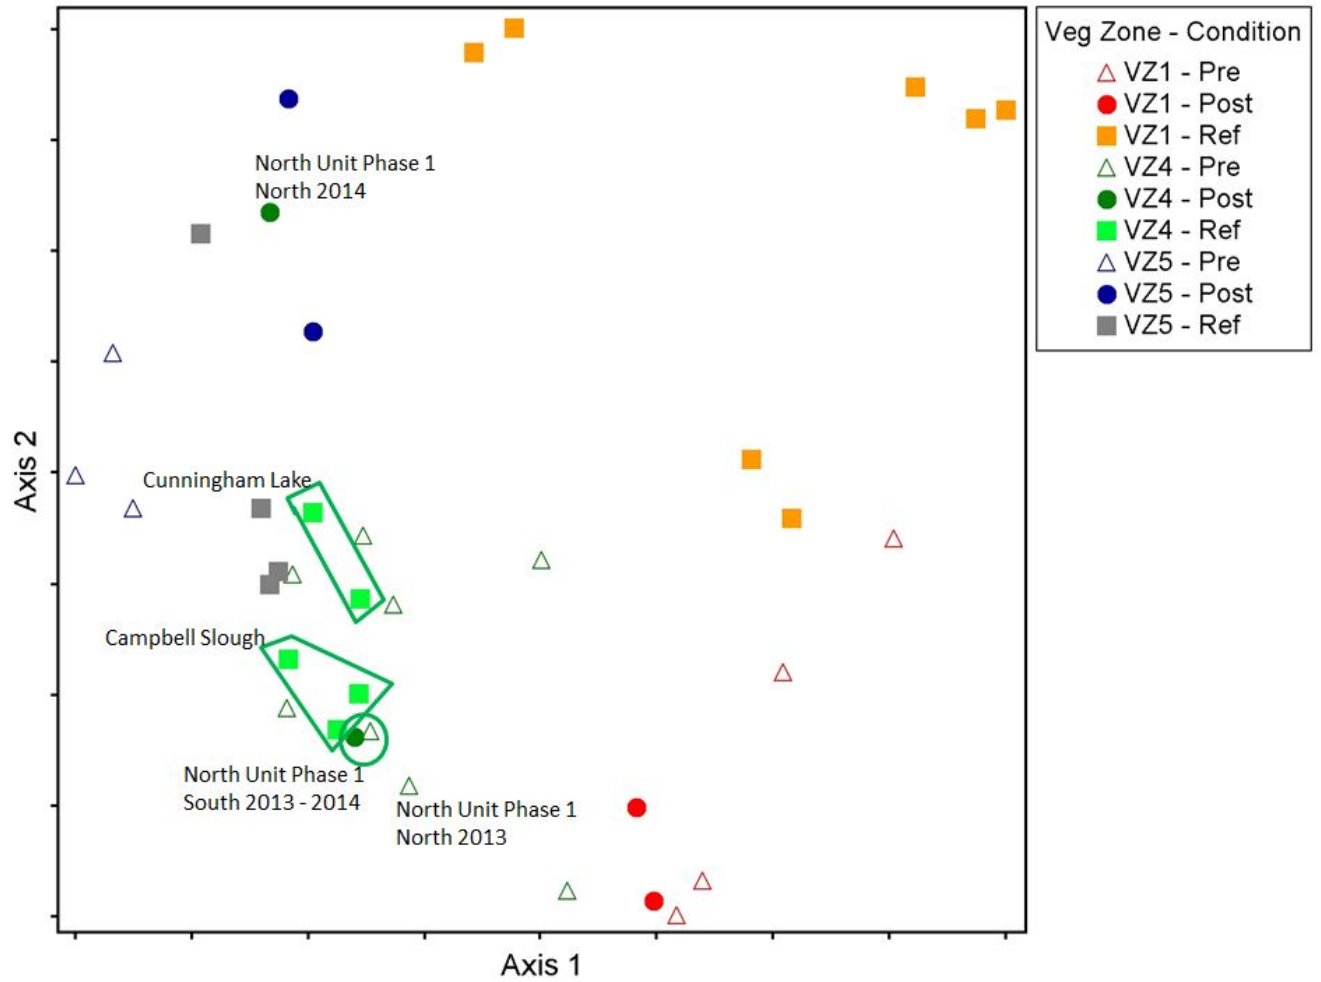 Veg Zone - Condition
VZ1 - Pre
VZ1 - Post
VZ1 - Ref
VZ4 - Pre
VZ4 - Post
VZ4 - Ref
VZ5 - Pre
VZ5 - Post
VZ5 - Ref
North Unit Phase 1
North 2014
Cunningham Lake
Campbell Slough
North Unit Phase 1
South 2013 - 2014
North Unit Phase 1
North 2013
Axis 2
Axis 1